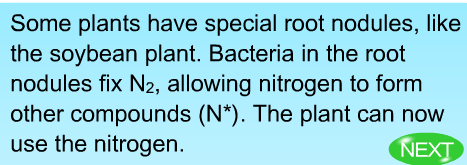 Some plants have special root nodules, like
the soybean plant. Bacteria in the root
nodules fix N₂, allowing nitrogen to form
other compounds (N*). The plant can now
use the nitrogen.
NEXT